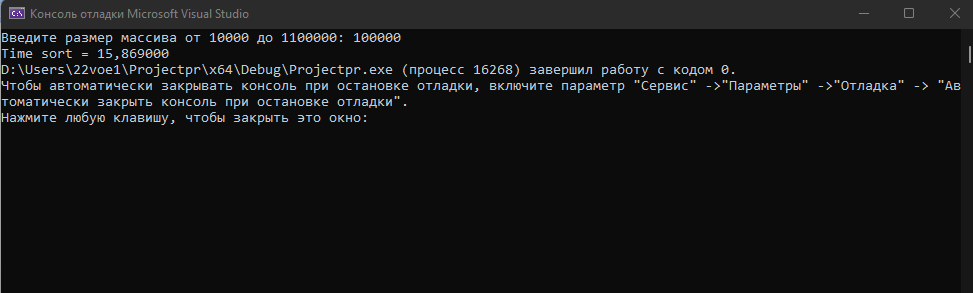 Консоль отладки Microsoft Visual Studio
Введите размер массива от 10000 до 1100000: 100000
Time sort = 15,869000
D:\Users\22voe1\Projectpr\x64\Debug\Projectpr.exe (процесс 16268) завершил работу с кодом 0.
Чтобы автоматически закрывать консоль при остановке отладки, включите параметр "Сервис" ->"Параметры" ->"Отладка" -> "Ав
томатически закрыть консоль при остановке отладки".
Нажмите любую клавишу, чтобы закрыть это окно: